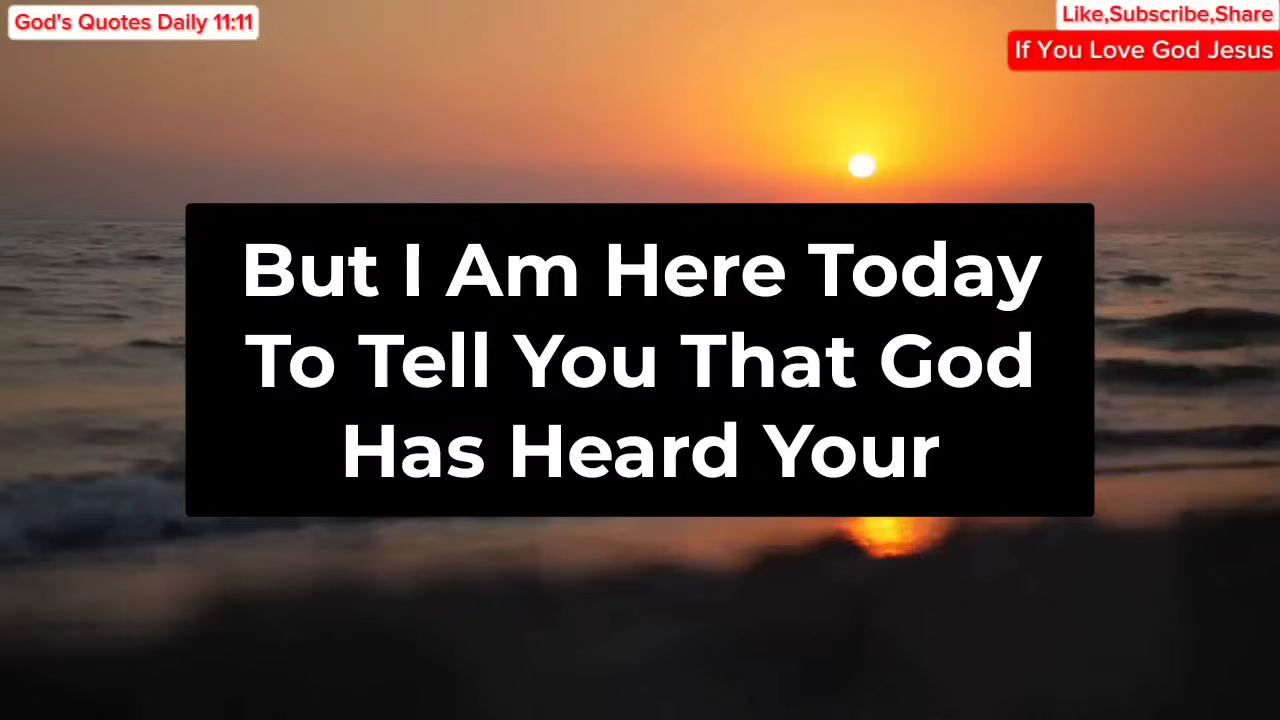 God's Quotes Daily 11:11
Like,Subscribe,Share
If You Love God Jesus
But I Am Here Today
To Tell You That God
Has Heard Your